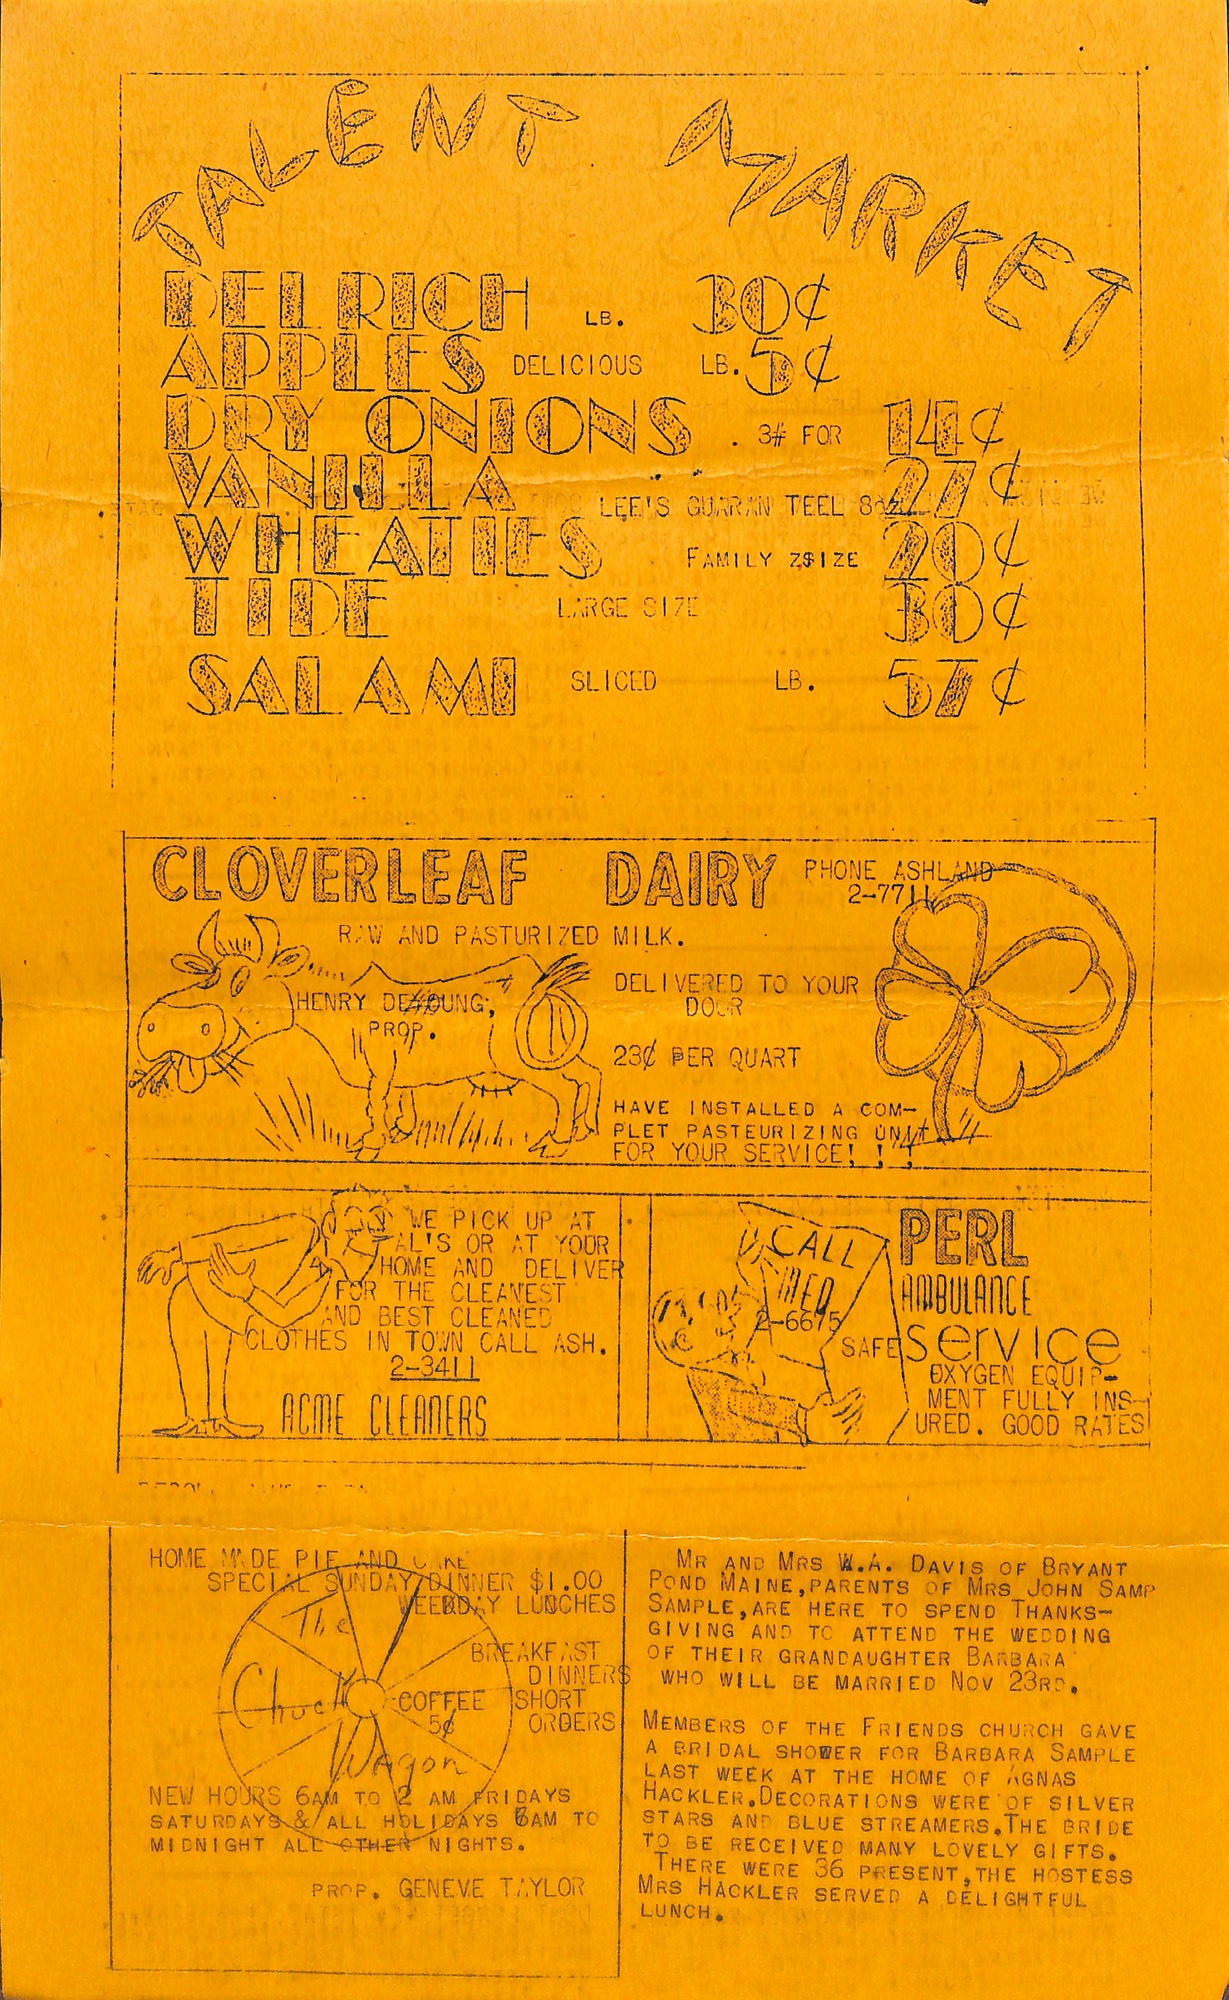 TALENT MARKET
DELRICH LB. 30¢
APPLES DELICIOUS LB. 5¢
DRY ONIONS . 3# FOR 14¢
VANILLA LEE'S GUARAN TEEL 8oz 27¢
WHEATIES FAMILY Z$IZE 20¢
TIDE LARGE SIZE 30¢
SALAMI SLICED LB. 57¢
CLOVERLEAF DAIRY PHONE ASHLAND
2-7711
RAW AND PASTURIZED MILK.
HENRY DEYOUNG,
PROP.
DELIVERED TO YOUR
DOOR
23¢ PER QUART
HAVE INSTALLED A COM-
PLET PASTEURIZING UNIT
FOR YOUR SERVICE! ! !
WE PICK UP AT
AL'S OR AT YOUR
HOME AND DELIVER
FOR THE CLEANEST
AND BEST CLEANED
CLOTHES IN TOWN CALL ASH.
2-3411
ACME CLEANERS
CALL
MED
2-6675
PERL
AMBULANCE
SAFE SERVICE
OXYGEN EQUIP-
MENT FULLY INS-
URED. GOOD RATES
HOME MADE PIE AND CAKE
SPECIAL SUNDAY DINNER $1.00
WEEKDAY LUNCHES
The
Chuck
Wagon
BREAKFAST
DINNERS
COFFEE SHORT
5¢ ORDERS
NEW HOURS 6AM TO 2 AM FRIDAYS
SATURDAYS & ALL HOLIDAYS 6AM TO
MIDNIGHT ALL OTHER NIGHTS.
PROP. GENEVE TAYLOR
MR AND MRS W.A. DAVIS OF BRYANT
POND MAINE,PARENTS OF MRS JOHN SAMP
SAMPLE,ARE HERE TO SPEND THANKS-
GIVING AND TO ATTEND THE WEDDING
OF THEIR GRANDAUGHTER BARBARA
WHO WILL BE MARRIED NOV 23RD.
MEMBERS OF THE FRIENDS CHURCH GAVE
A BRIDAL SHOWER FOR BARBARA SAMPLE
LAST WEEK AT THE HOME OF AGNAS
HACKLER.DECORATIONS WERE OF SILVER
STARS AND BLUE STREAMERS.THE BRIDE
TO BE RECEIVED MANY LOVELY GIFTS.
THERE WERE 36 PRESENT,THE HOSTESS
MRS HACKLER SERVED A DELIGHTFUL
LUNCH.